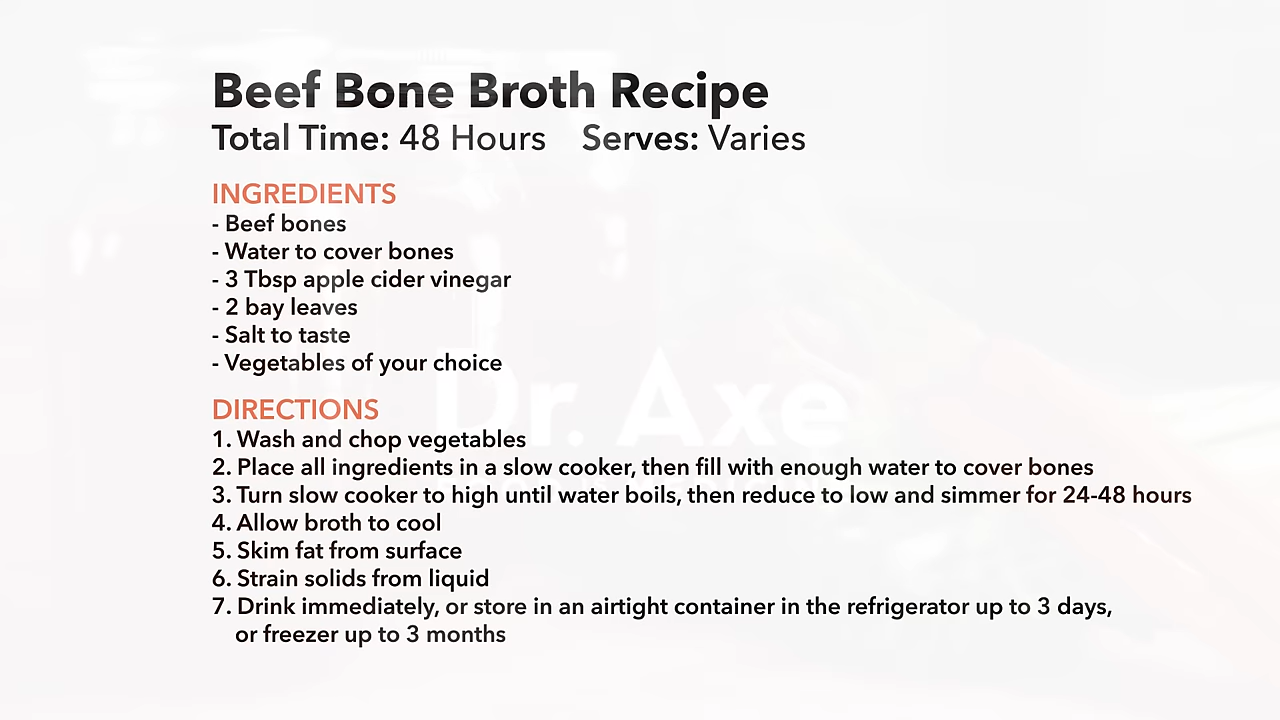 Beef Bone Broth Recipe
Total Time: 48 Hours Serves: Varies
INGREDIENTS
- Beef bones
- Water to cover bones
- 3 Tbsp apple cider vinegar
- 2 bay leaves
- Salt to taste
- Vegetables of your choice
Dr. Axe
DIRECTIONS
1. Wash and chop vegetables
2. Place all ingredients in a slow cooker, then fill with enough water to cover bones
3. Turn slow cooker to high until water boils, then reduce to low and simmer for 24-48 hours
4. Allow broth to cool
5. Skim fat from surface
6. Strain solids from liquid
7. Drink immediately, or store in an airtight container in the refrigerator up to 3 days,
or freezer up to 3 months